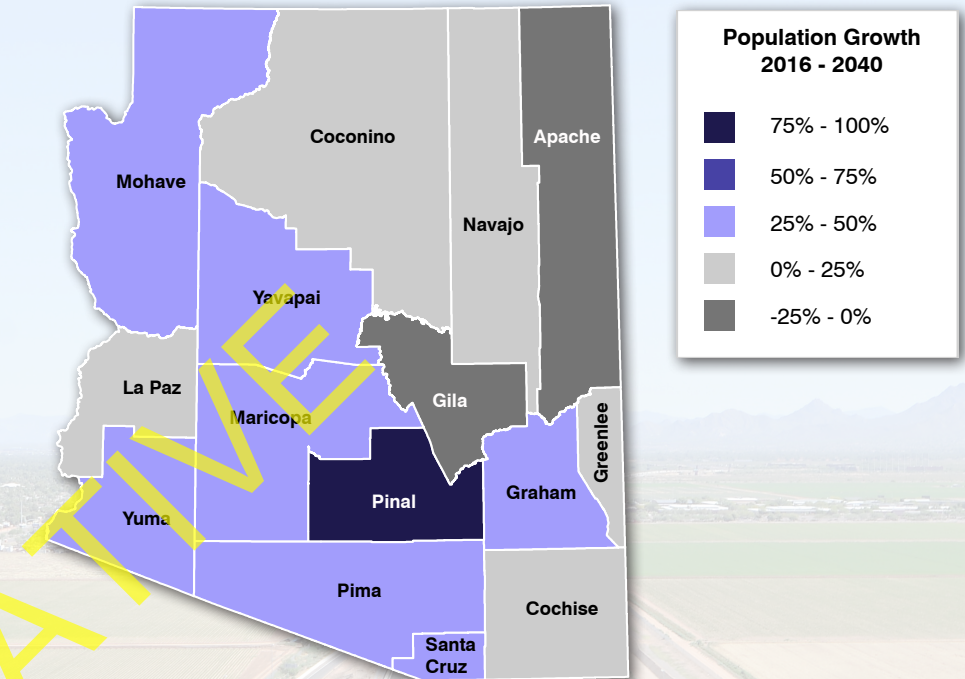 Population Growth
2016 - 2040
75% - 100%
50% - 75%
25% - 50%
0% - 25%
-25% - 0%
Coconino
Apache
Mohave
Navajo
Yavapai
La Paz
Gila
Maricopa
Greenlee
Graham
Pinal
Yuma
Pima
Cochise
Santa
Cruz
ATIVE